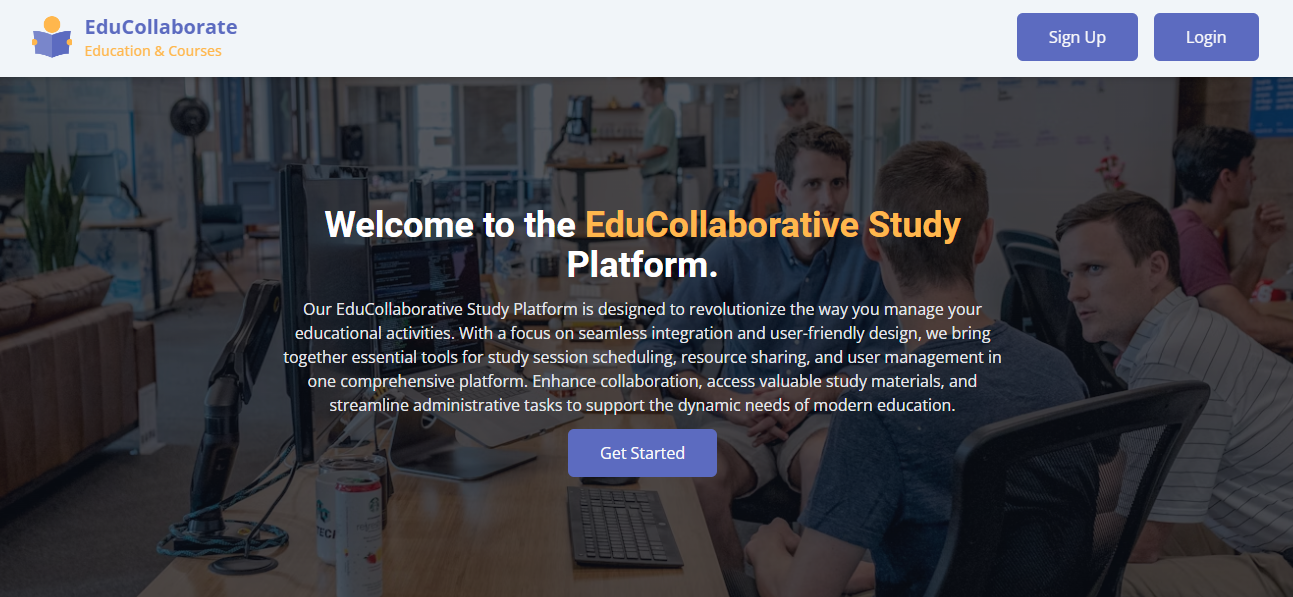 EduCollaborate
Education & Courses
Sign Up
Login
Welcome to the EduCollaborative Study
Platform.
Our EduCollaborative Study Platform is designed to revolutionize the way you manage your
educational activities. With a focus on seamless integration and user-friendly design, we bring
together essential tools for study session scheduling, resource sharing, and user management in
one comprehensive platform. Enhance collaboration, access valuable study materials, and
streamline administrative tasks to support the dynamic needs of modern education.
Get Started